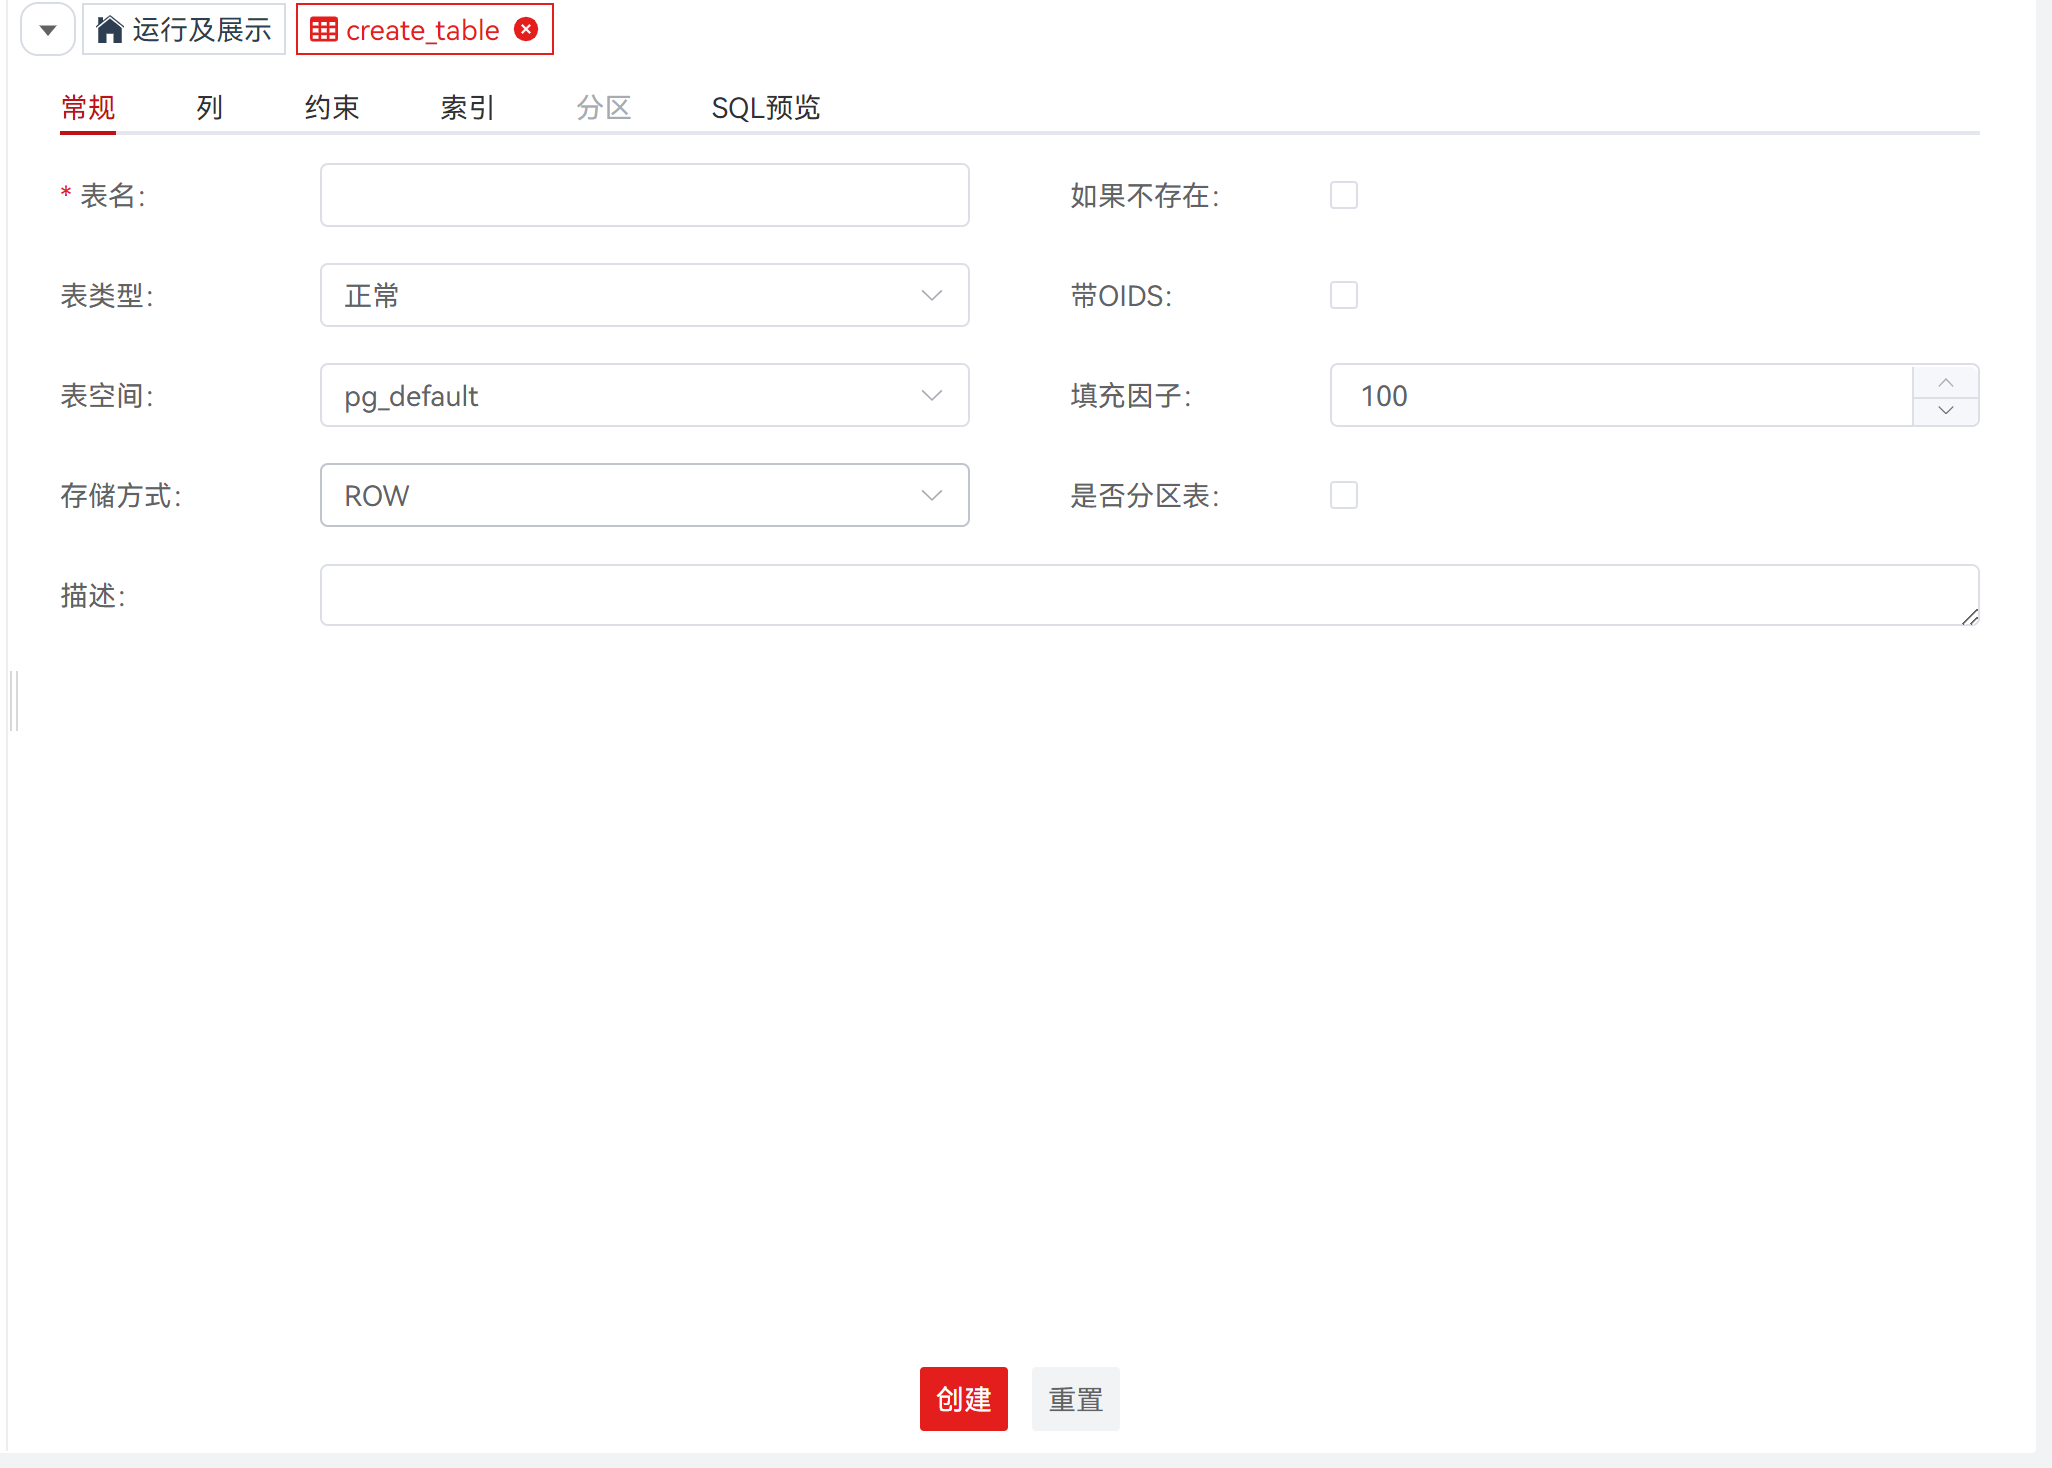 运行及展示 create_table
常规 列 约束 索引 分区 SQL预览
* 表名: 如果不存在:
表类型: 正常 带OIDS:
表空间: pg_default 填充因子: 100
存储方式: ROW 是否分区表:
描述:
创建 重置